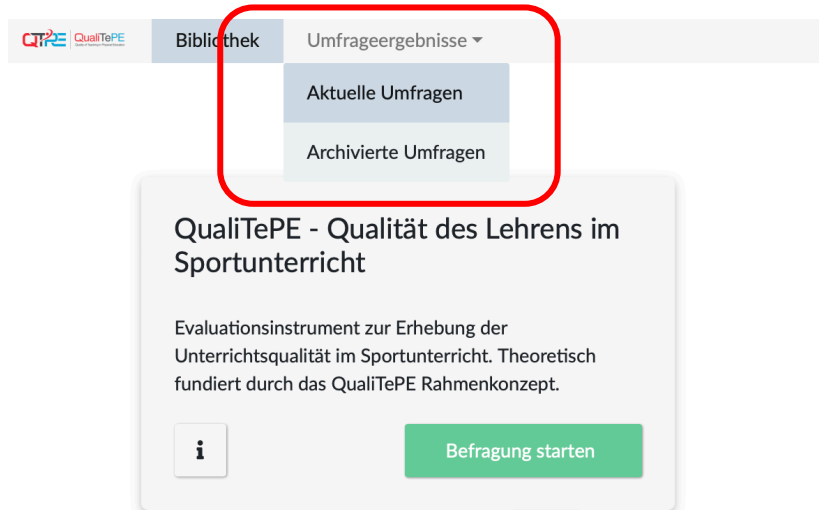 QTPE QualiTePE Bibliothek Umfrageergebnisse
Aktuelle Umfragen
Archivierte Umfragen
QualiTePE - Qualität des Lehrens im
Sportunterricht
Evaluationsinstrument zur Erhebung der
Unterrichtsqualität im Sportunterricht. Theoretisch
fundiert durch das QualiTePE Rahmenkonzept.
i Befragung starten